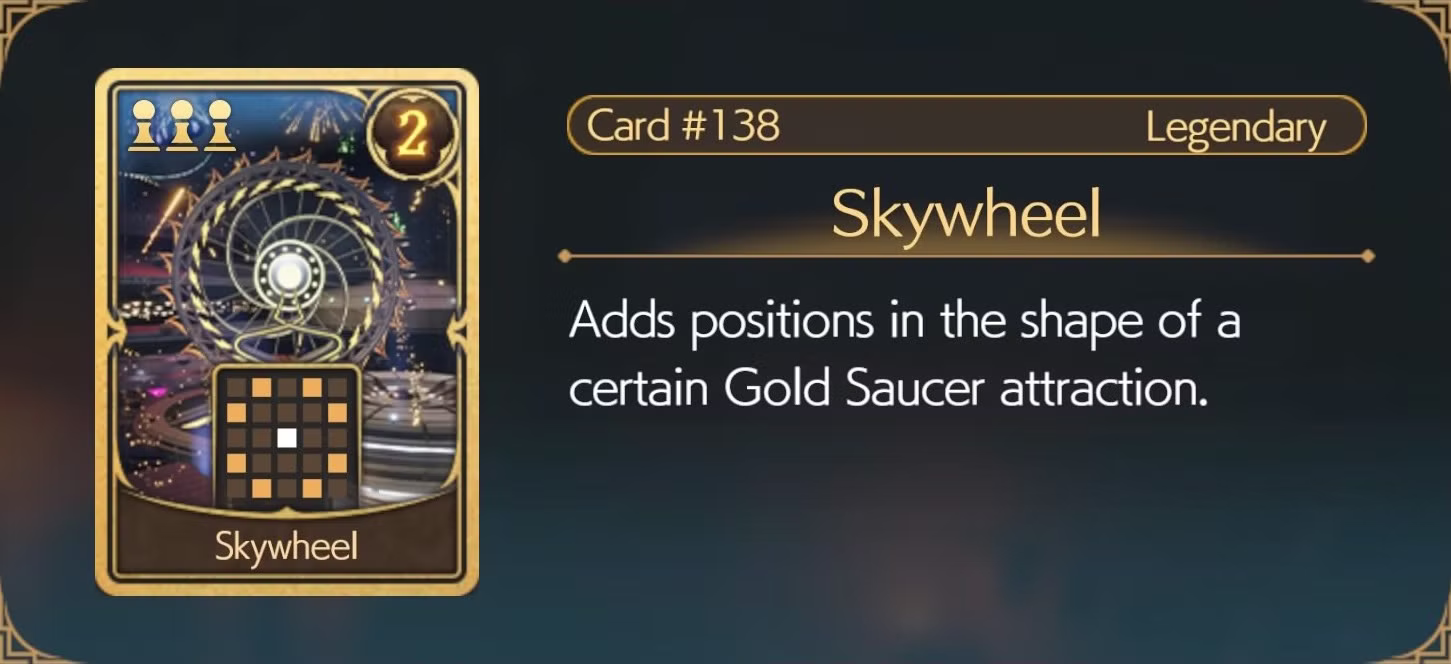 2
Skywheel
Card #138
Legendary
Skywheel
Adds positions in the shape of a
certain Gold Saucer attraction.